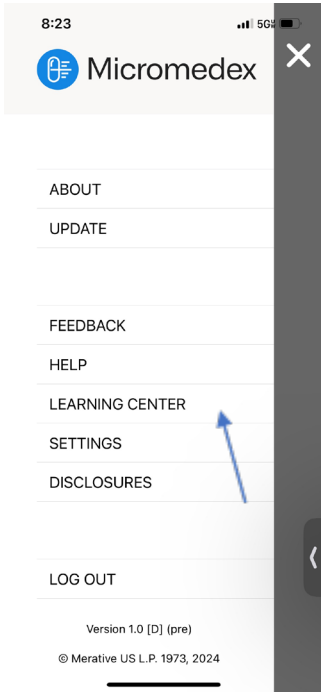 8:23 5G
Micromedex
ABOUT
UPDATE
FEEDBACK
HELP
LEARNING CENTER
SETTINGS
DISCLOSURES
LOG OUT
Version 1.0 [D] (pre)
© Merative US L.P. 1973, 2024